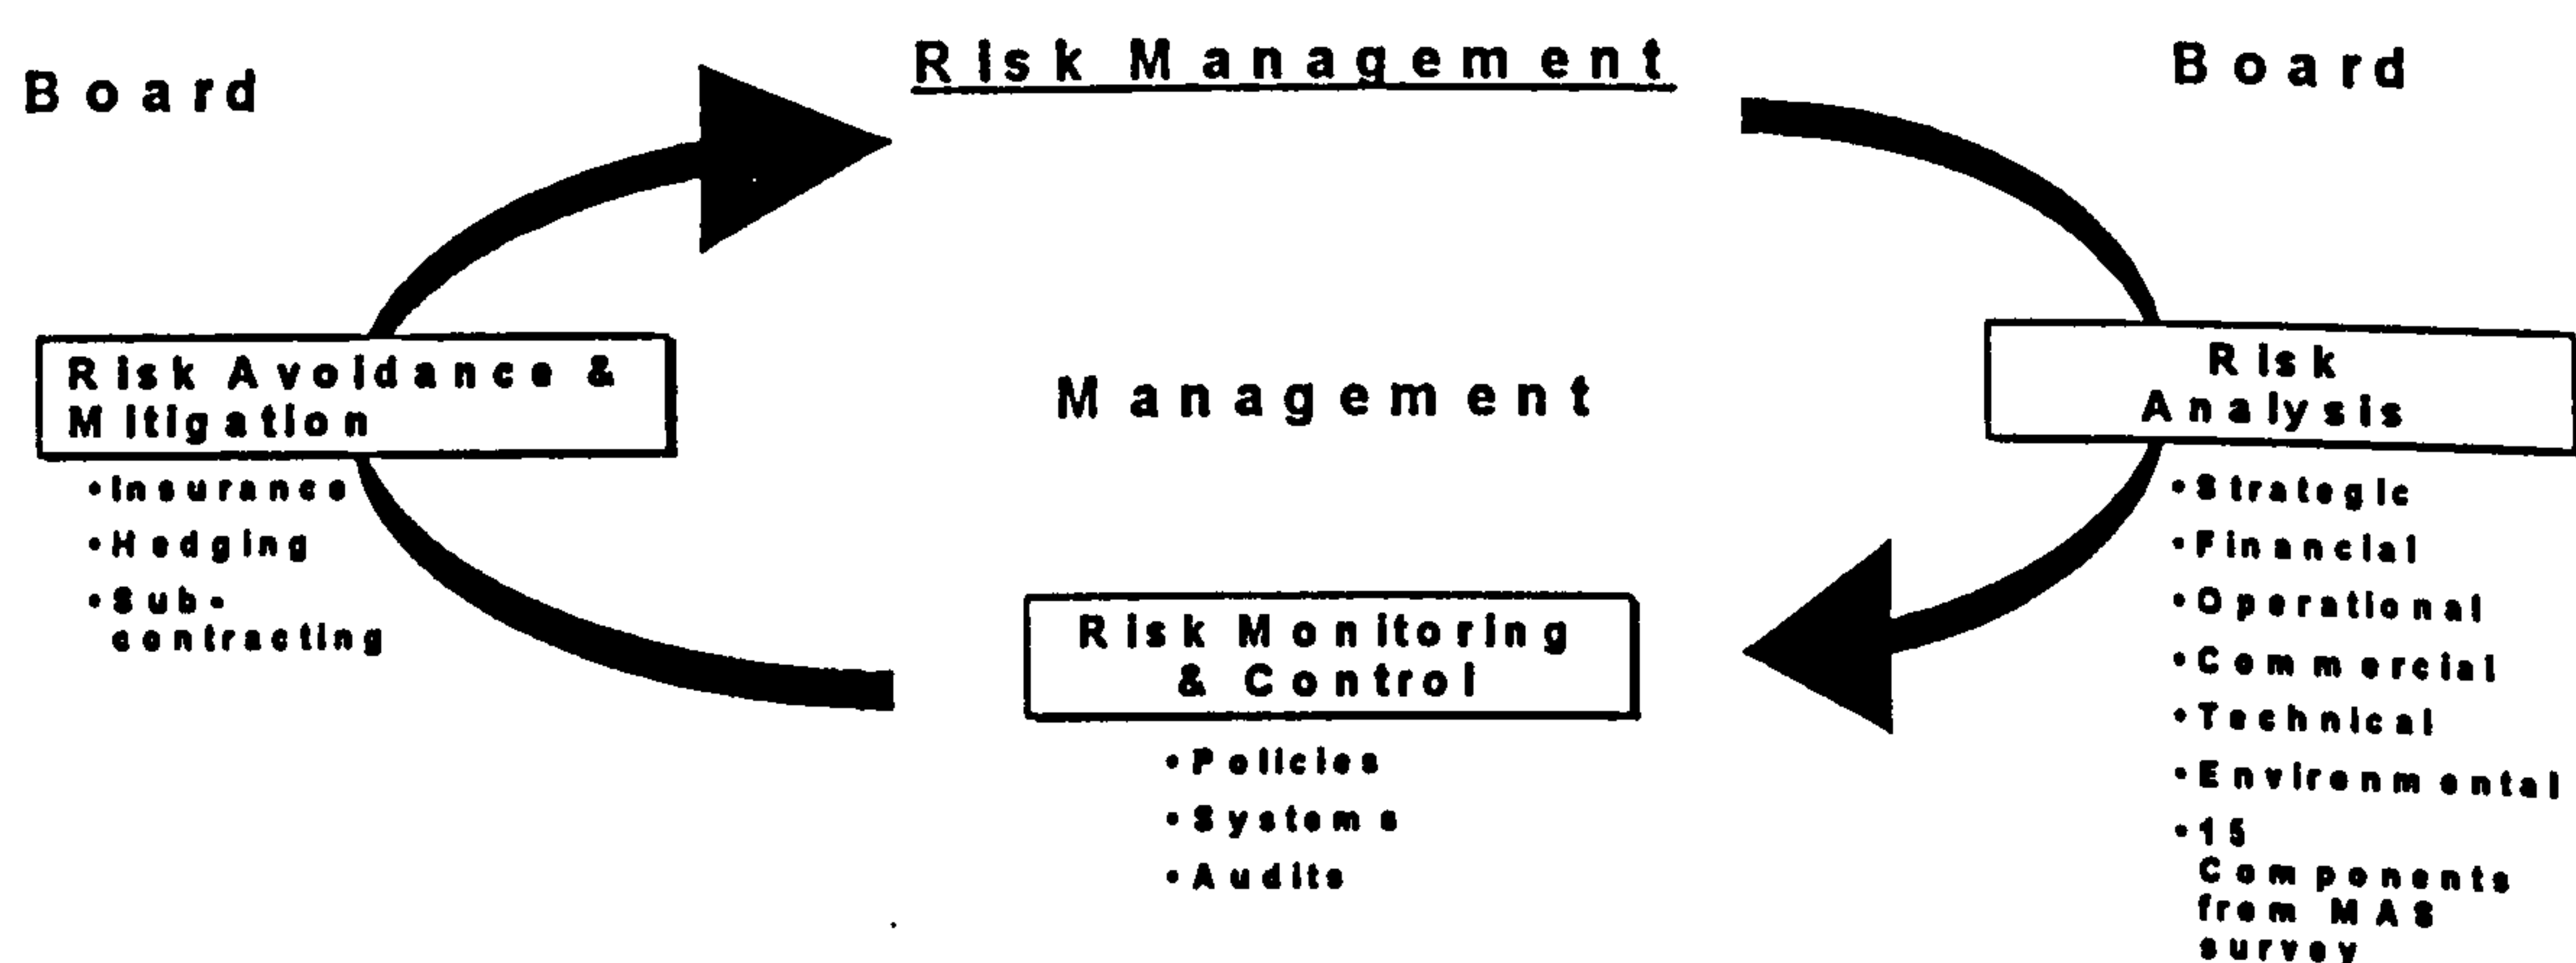 Board
Risk Management
Board
Risk Avoidance &
Mitigation
•Insurance
•Hedging
•Sub-
contracting
Management
Risk Monitoring
& Control
•Policies
•Systems
•Audits
Risk
Analysis
•Strategic
•Financial
•Operational
•Commercial
•Technical
•Environmental
•15
Components
from MAS
survey